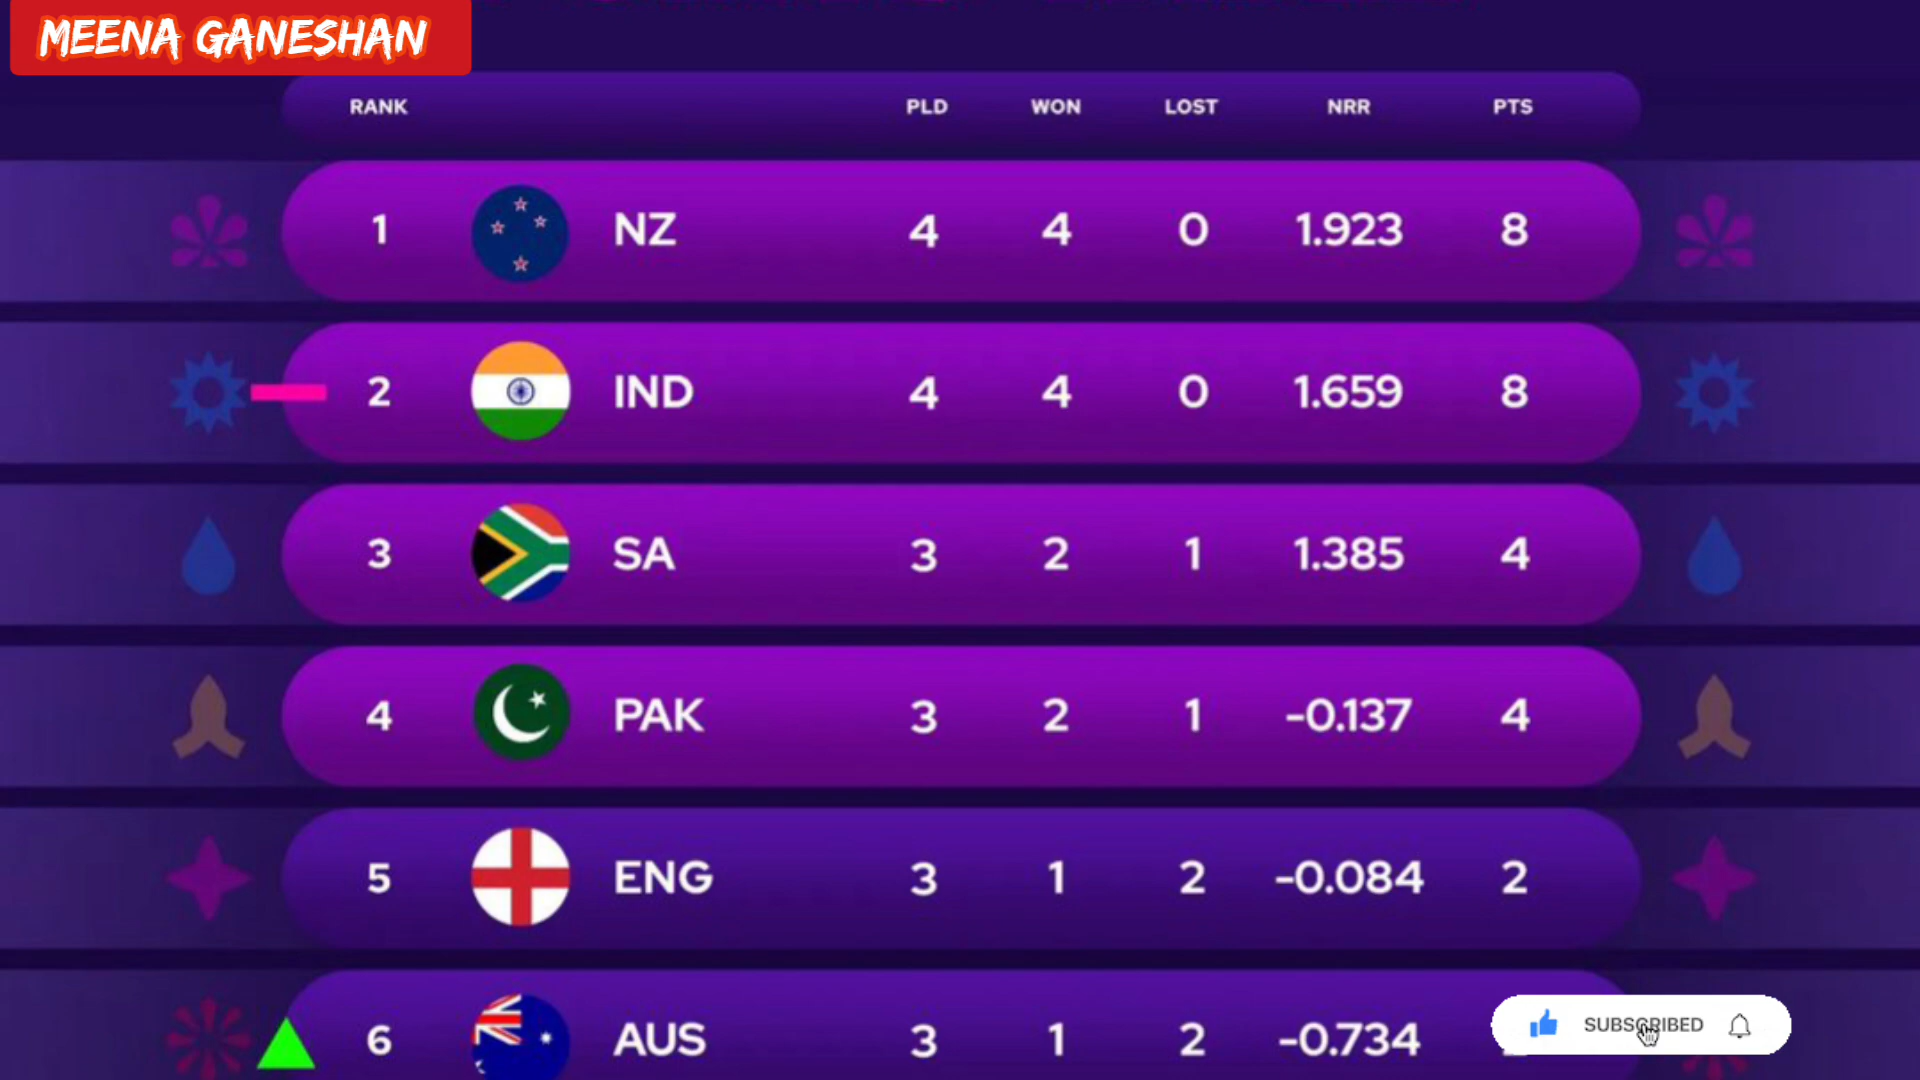 MEENA GANESHAN
RANK PLD WON LOST NRR PTS
1 NZ 4 4 0 1.923 8
2 IND 4 4 0 1.659 8
3 SA 3 2 1 1.385 4
4 PAK 3 2 1 -0.137 4
5 ENG 3 1 2 -0.084 2
6 AUS 3 1 2 -0.734
SUBSCRIBED